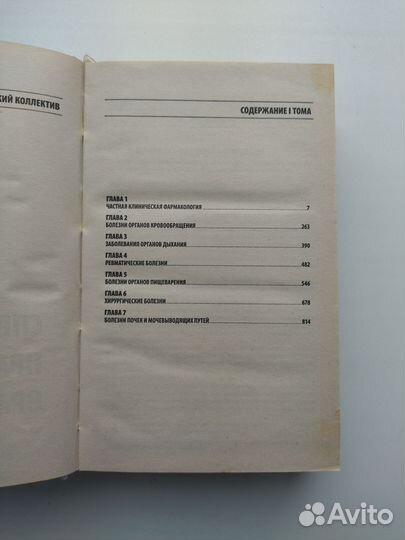 КИЙ КОЛЛЕКТИВ
СОДЕРЖАНИЕ I ТОМА
ГЛАВА 1
ЧАСТНАЯ КЛИНИЧЕСКАЯ ФАРМАКОЛОГИЯ 7
ГЛАВА 2
БОЛЕЗНИ ОРГАНОВ КРОВООБРАЩЕНИЯ 263
ГЛАВА 3
ЗАБОЛЕВАНИЯ ОРГАНОВ ДЫХАНИЯ 390
ГЛАВА 4
РЕВМАТИЧЕСКИЕ БОЛЕЗНИ 482
ГЛАВА 5
БОЛЕЗНИ ОРГАНОВ ПИЩЕВАРЕНИЯ 546
ГЛАВА 6
ХИРУРГИЧЕСКИЕ БОЛЕЗНИ 678
ГЛАВА 7
БОЛЕЗНИ ПОЧЕК И МОЧЕВЫВОДЯЩИХ ПУТЕЙ 814
Avito